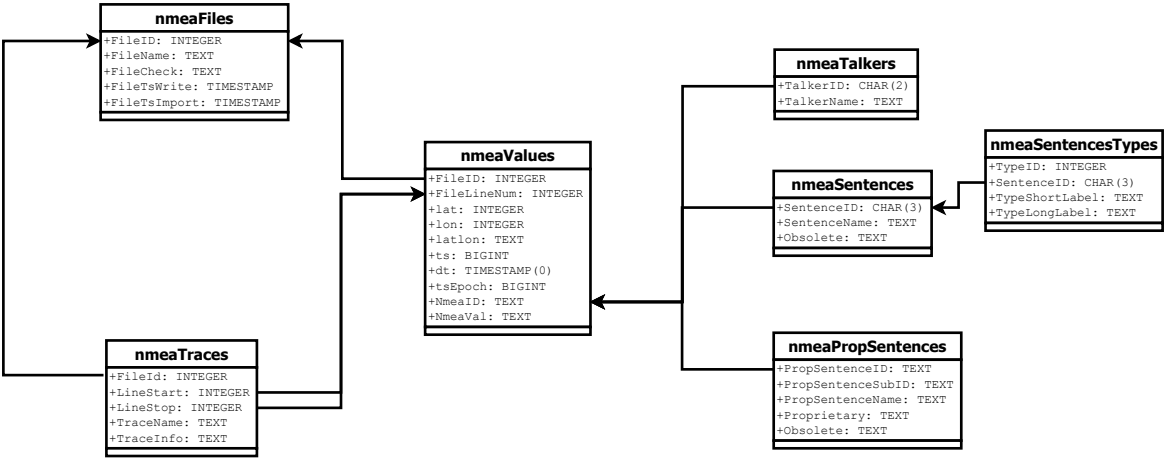 nmeaFiles
+FileID: INTEGER
+FileName: TEXT
+FileCheck: TEXT
+FileTsWrite: TIMESTAMP
+FileTsImport: TIMESTAMP
nmeaTraces
+FileId: INTEGER
+LineStart: INTEGER
+LineStop: INTEGER
+TraceName: TEXT
+TraceInfo: TEXT
nmeaValues
+FileID: INTEGER
+FileLineNum: INTEGER
+lat: INTEGER
+lon: INTEGER
+latlon: TEXT
+ts: BIGINT
+dt: TIMESTAMP(0)
+tsEpoch: BIGINT
+NmeaID: TEXT
+NmeaVal: TEXT
nmeaTalkers
+TalkerID: CHAR(2)
+TalkerName: TEXT
nmeaSentences
+SentenceID: CHAR(3)
+SentenceName: TEXT
+Obsolete: TEXT
nmeaPropSentences
+PropSentenceID: TEXT
+PropSentenceSubID: TEXT
+PropSentenceName: TEXT
+Proprietary: TEXT
+Obsolete: TEXT
nmeaSentencesTypes
+TypeID: INTEGER
+SentenceID: CHAR(3)
+TypeShortLabel: TEXT
+TypeLongLabel: TEXT